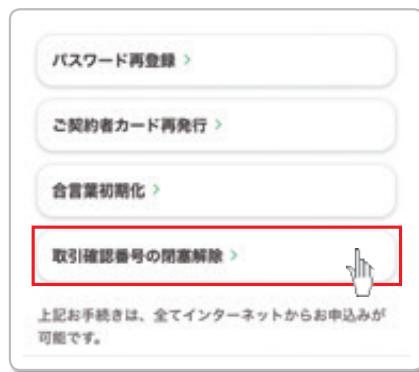 パスワード再登録 >
ご契約者カード再発行 >
合言葉初期化 >
取引確認番号の閉塞解除 >
上記お手続きは、全てインターネットからお申込みが
可能です。